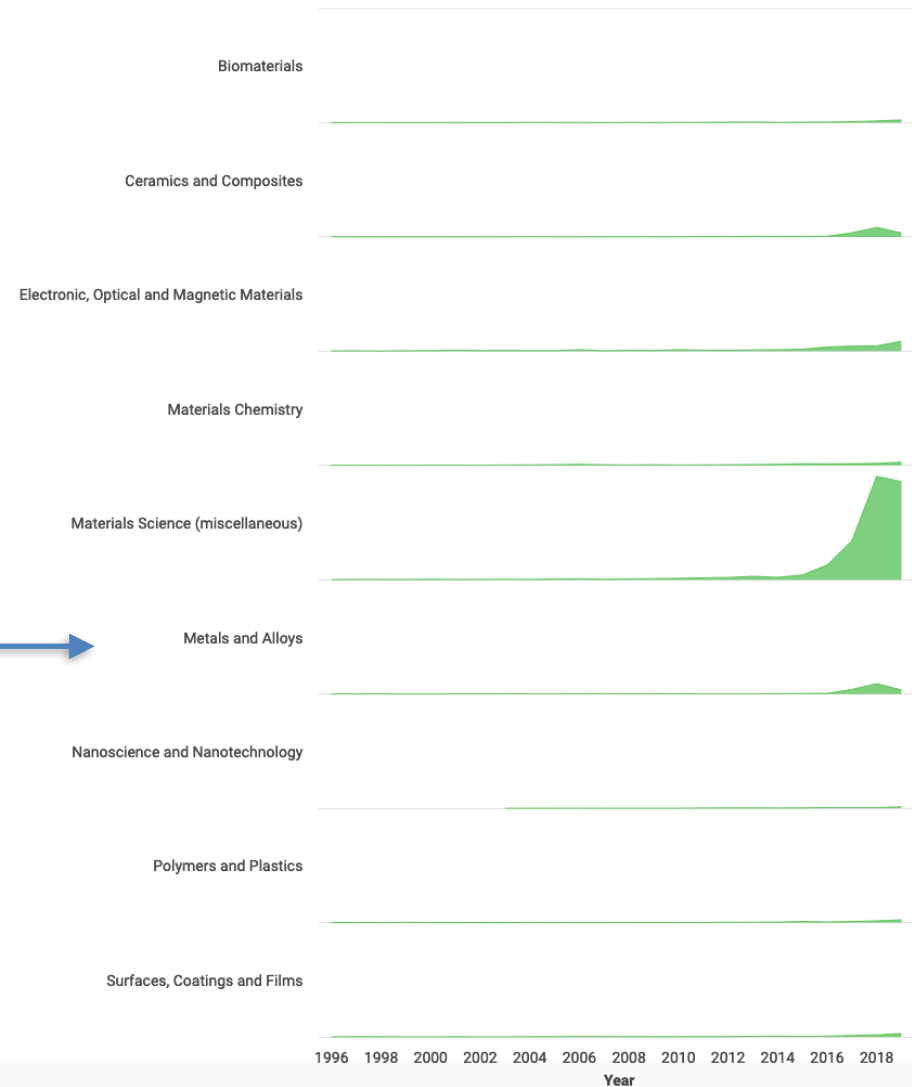 Biomaterials
Ceramics and Composites
Electronic, Optical and Magnetic Materials
Materials Chemistry
Materials Science (miscellaneous)
Metals and Alloys
Nanoscience and Nanotechnology
Polymers and Plastics
Surfaces, Coatings and Films
1996 1998 2000 2002 2004 2006 2008 2010 2012 2014 2016 2018
Year